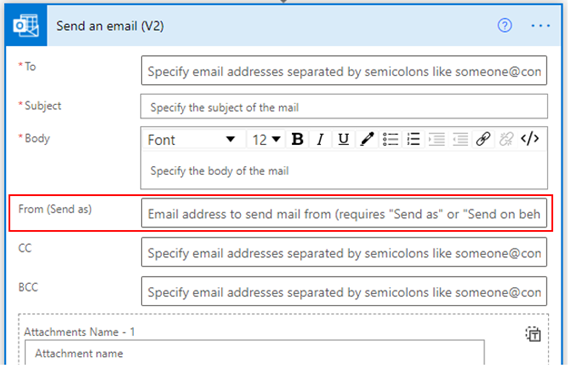 Send an email (V2)
* To
Specify email addresses separated by semicolons like someone@con
* Subject
Specify the subject of the mail
* Body
Font 12 B I U </>
Specify the body of the mail
From (Send as)
Email address to send mail from (requires "Send as" or "Send on beh
CC
Specify email addresses separated by semicolons like someone@con
BCC
Specify email addresses separated by semicolons like someone@con
Attachments Name - 1
Attachment name